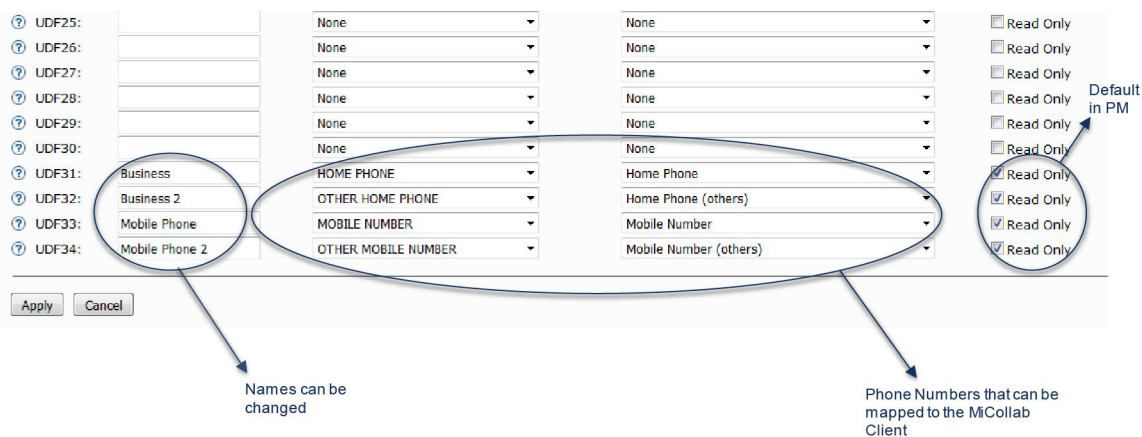 UDF25: None None Read Only
UDF26: None None Read Only
UDF27: None None Read Only
UDF28: None None Read Only
UDF29: None None Read Only
UDF30: None None Read Only
UDF31: Business HOME PHONE Home Phone Read Only
UDF32: Business 2 OTHER HOME PHONE Home Phone (others) Read Only
UDF33: Mobile Phone MOBILE NUMBER Mobile Number Read Only
UDF34: Mobile Phone 2 OTHER MOBILE NUMBER Mobile Number (others) Read Only
Default
in PM
Apply Cancel
Names can be
changed
Phone Numbers that can be
mapped to the MiCollab
Client